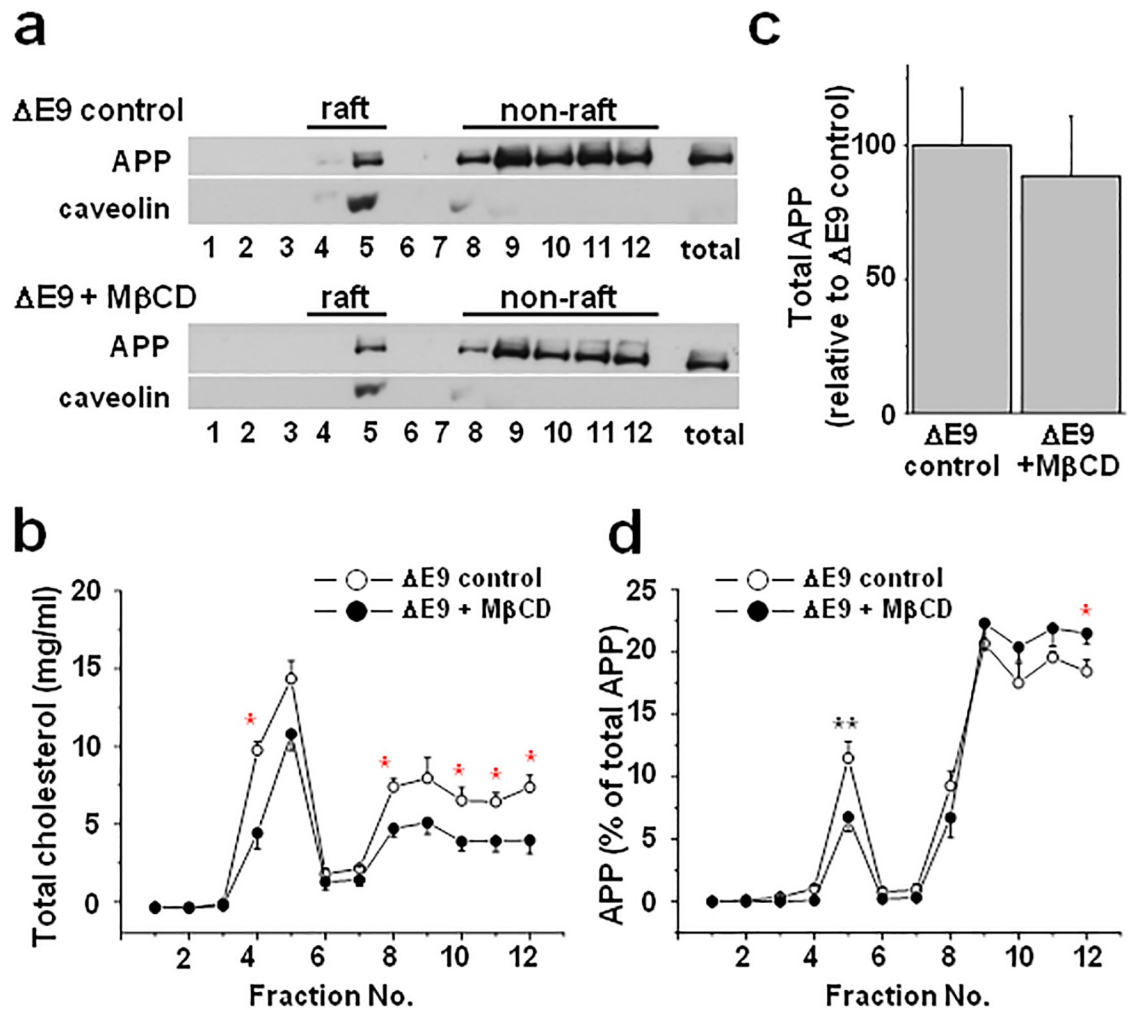 a
ΔE9 control
raft
non-raft
APP
caveolin
1 2 3 4 5 6 7 8 9 10 11 12 total
ΔE9 + MβCD
raft
non-raft
APP
caveolin
1 2 3 4 5 6 7 8 9 10 11 12 total
c
Total APP
(relative to ΔE9 control)
100
50
0
ΔE9
control
ΔE9
+MβCD
b
ΔE9 control
ΔE9 + MβCD
Total cholesterol (mg/ml)
20
15
10
5
0
*
*
*
*
*
2 4 6 8 10 12
Fraction No.
d
ΔE9 control
ΔE9 + MβCD
APP (% of total APP)
25
20
15
10
5
0
**
*
2 4 6 8 10 12
Fraction No.